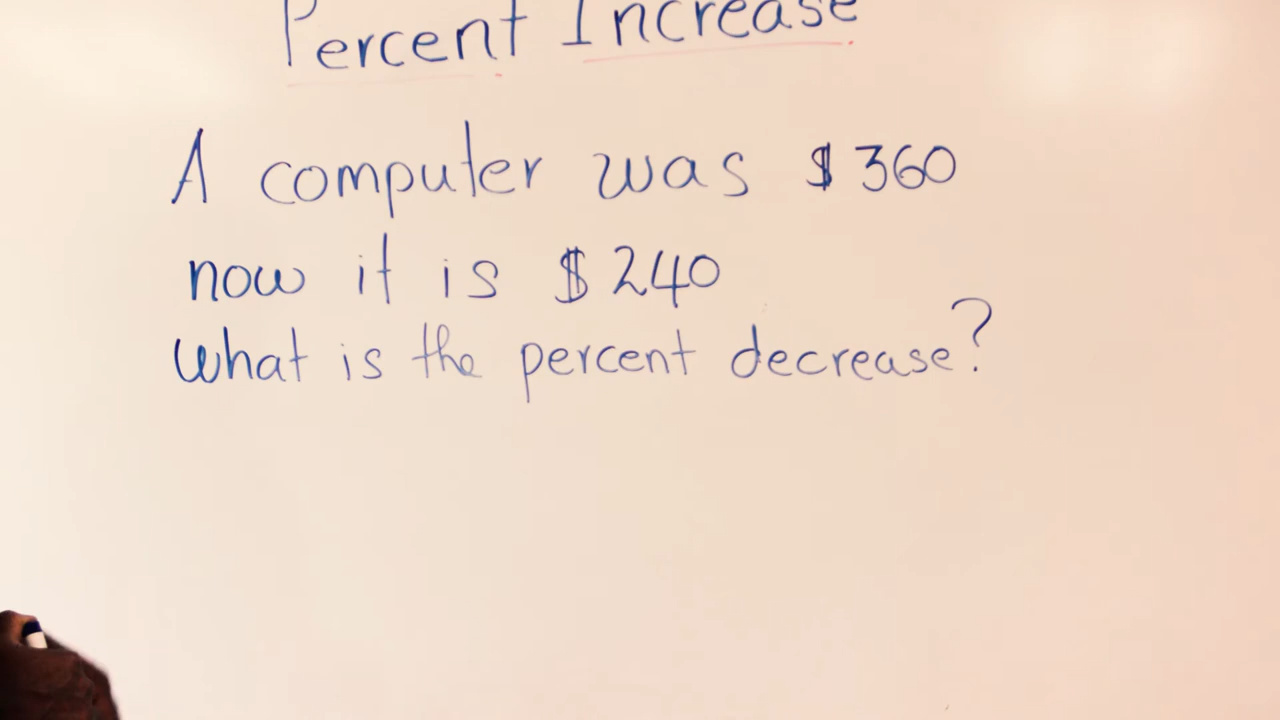 Percent Increase
A computer was $360
now it is $240
What is the percent decrease?